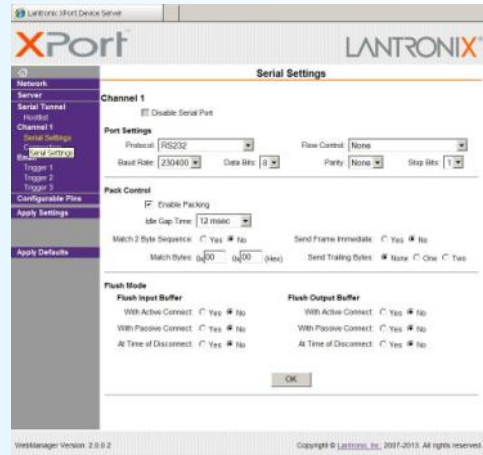 Lantronix XPort Device Server
XPort
LANTRONIX
Network
Server
Serial Tunnel
Hostlist
Channel 1
Serial Settings
Serial Settings
Email
Trigger 1
Trigger 2
Trigger 3
Configurable Pins
Apply Settings
Apply Defaults
Serial Settings
Channel 1
Disable Serial Port
Port Settings
Protocol: RS232 Flow Control: None
Baud Rate: 230400 Data Bits: 8 Parity: None Stop Bits: 1
Pack Control
Enable Packing
Idle Gap Time: 12 msec
Match 2 Byte Sequence: Yes No Send Frame Immediate: Yes No
Match Bytes: 0x00 0x00 (Hex) Send Trailing Bytes: None One Two
Flush Mode
Flush Input Buffer Flush Output Buffer
With Active Connect: Yes No With Active Connect: Yes No
With Passive Connect: Yes No With Passive Connect: Yes No
At Time of Disconnect: Yes No At Time of Disconnect: Yes No
OK
WebManager Version: 2.0.0.2 Copyright © Lantronix, Inc. 2007-2013. All rights reserved.